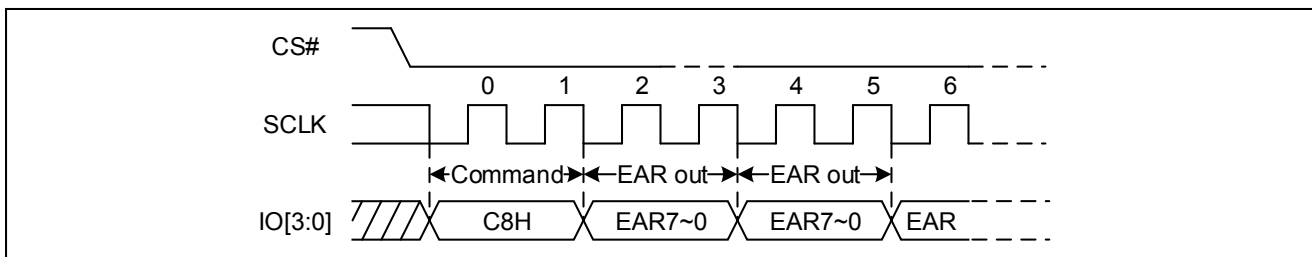 CS#
0 1 2 3 4 5 6
SCLK
Command EAR out EAR out
IO[3:0] C8H EAR7~0 EAR7~0 EAR